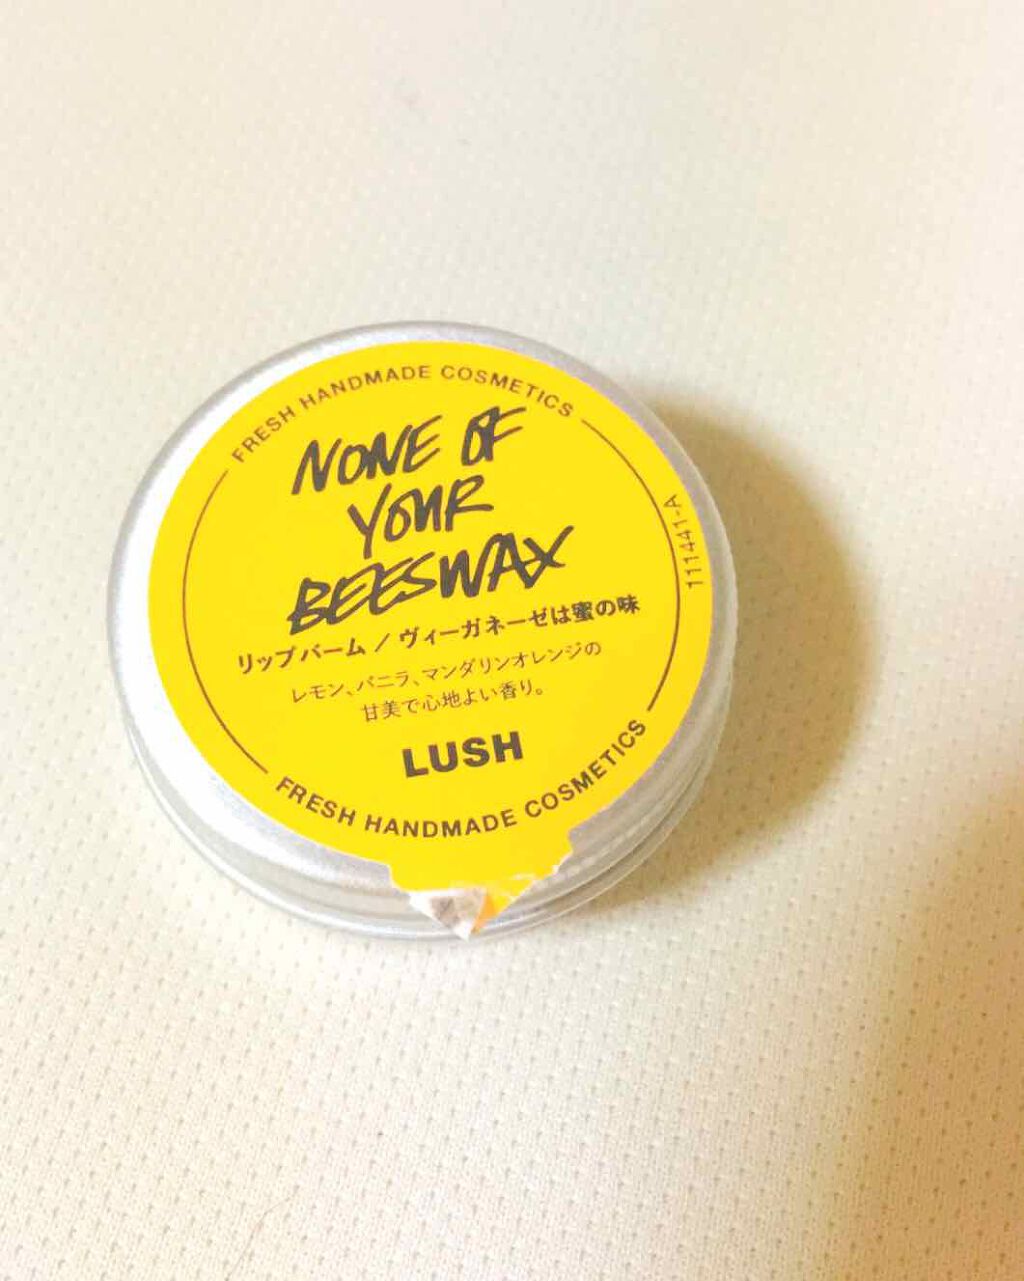 FRESH HANDMADE COSMETICS
NONE OF
YOUR
BEESWAX
リップバーム / ヴィーガネーゼは蜜の味
レモン、バニラ、マンダリンオレンジの
甘美で心地よい香り。
LUSH
FRESH HANDMADE COSMETICS
111441-A